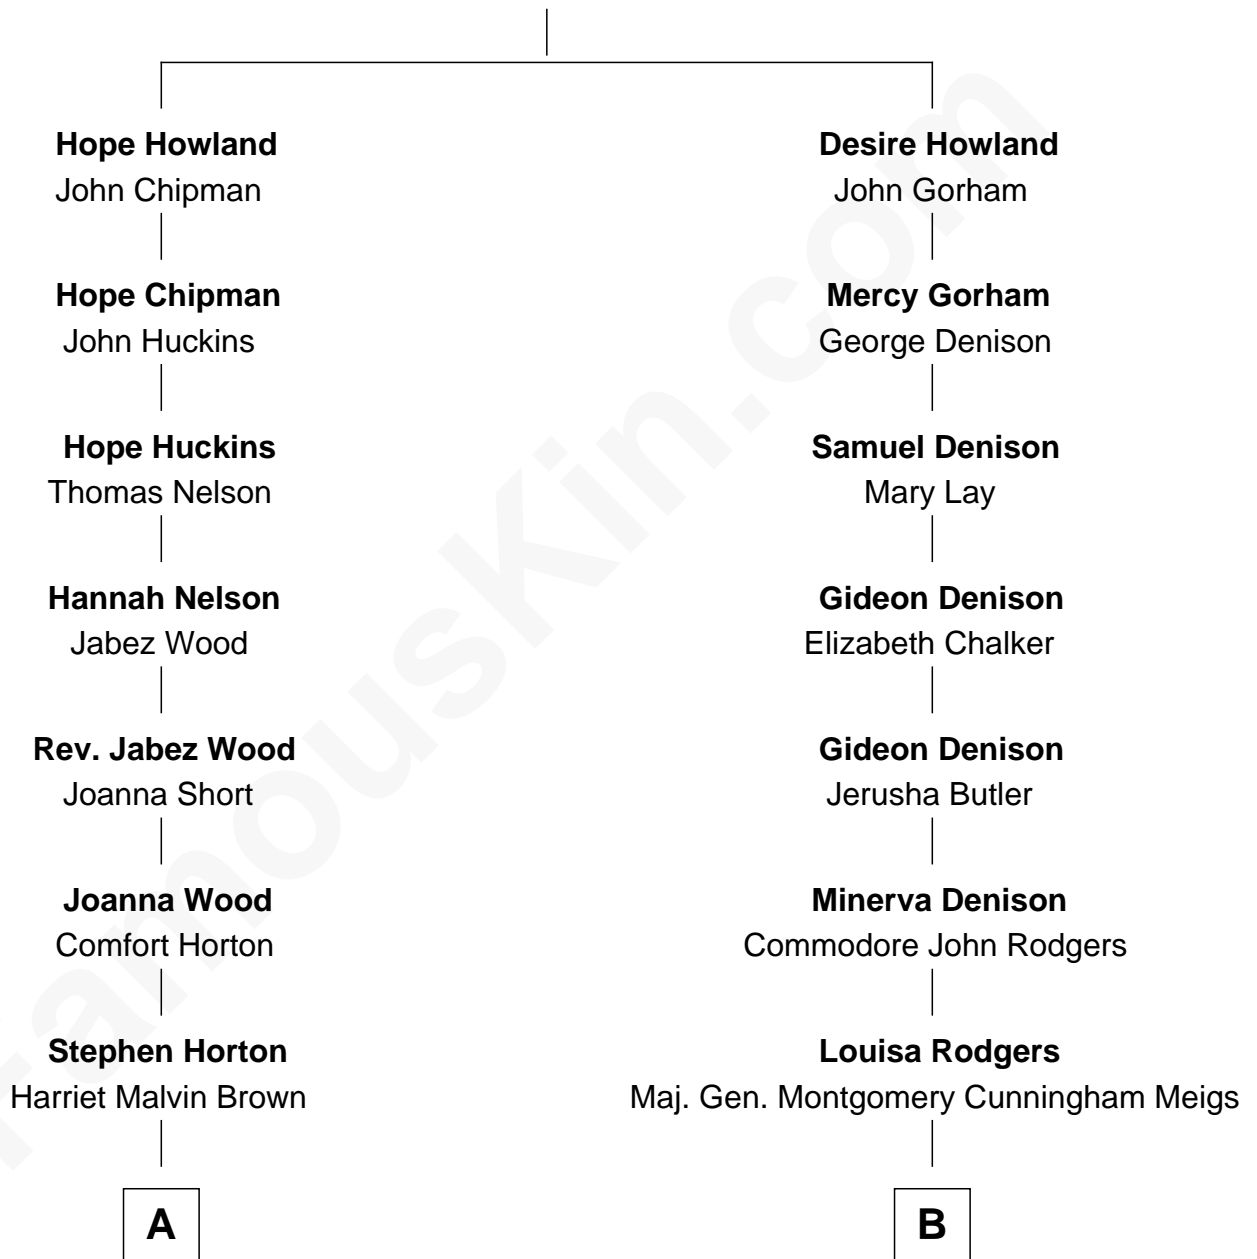 Hope Howland
John Chipman
Hope Chipman
John Huckins
Hope Huckins
Thomas Nelson
Hannah Nelson
Jabez Wood
Rev. Jabez Wood
Joanna Short
Joanna Wood
Comfort Horton
Stephen Horton
Harriet Malvin Brown
A
Desire Howland
John Gorham
Mercy Gorham
George Denison
Samuel Denison
Mary Lay
Gideon Denison
Elizabeth Chalker
Gideon Denison
Jerusha Butler
Minerva Denison
Commodore John Rodgers
Louisa Rodgers
Maj. Gen. Montgomery Cunningham Meigs
B
FamousKin.com